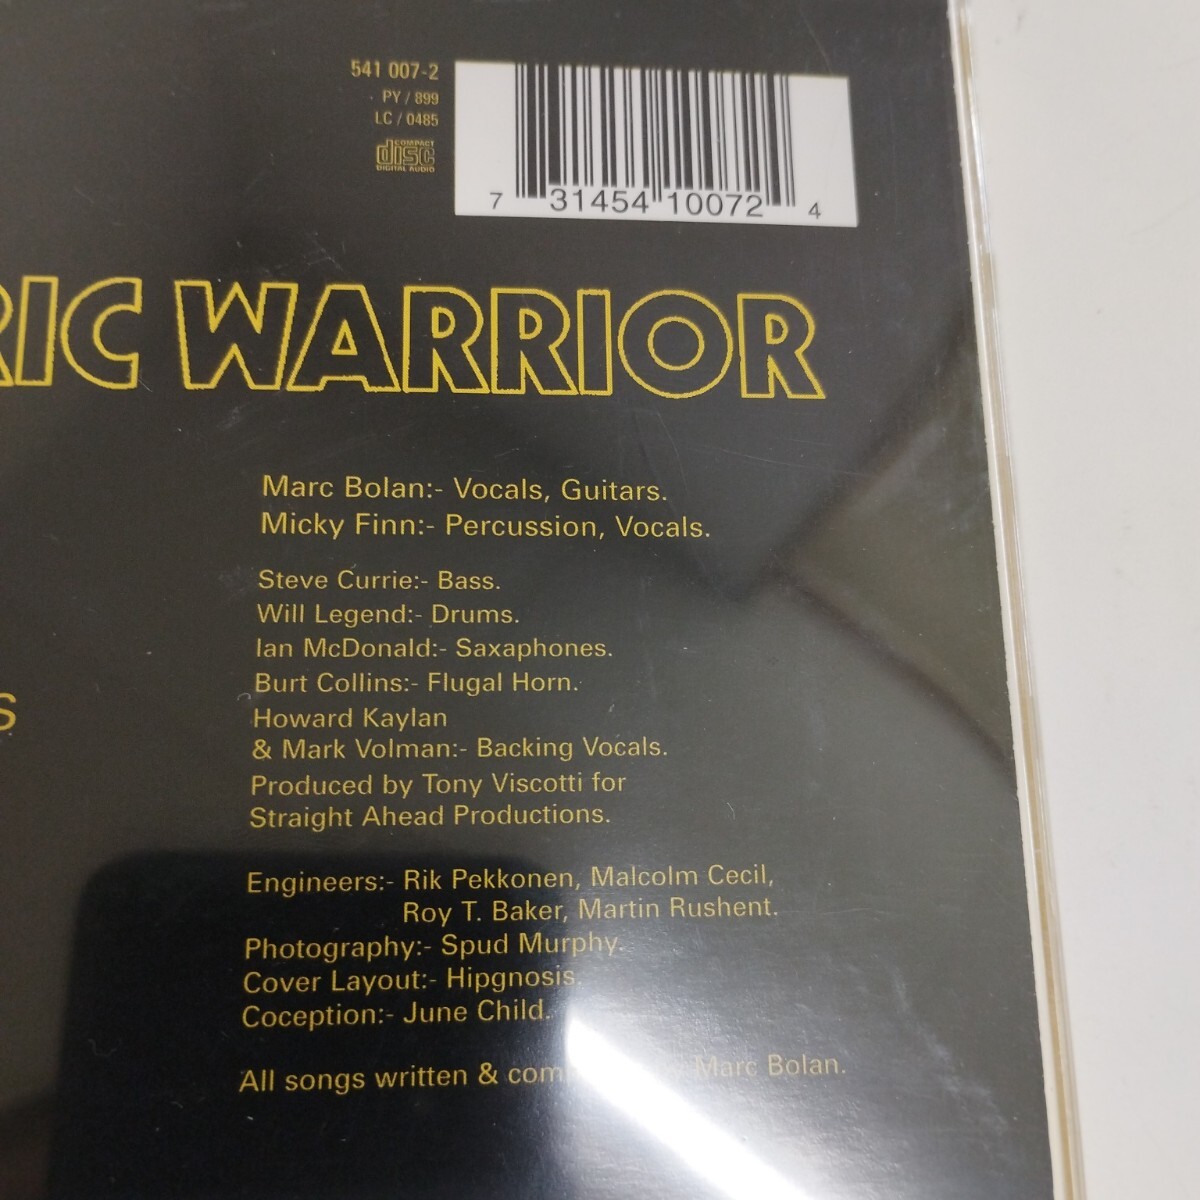 541 007-2
PY / 899
LC / 0485
COMPACT
disc
DIGITAL AUDIO
7 31454 10072 4
RIC WARRIOR
Marc Bolan:- Vocals, Guitars.
Micky Finn:- Percussion, Vocals.
Steve Currie:- Bass.
Will Legend:- Drums.
Ian McDonald:- Saxaphones.
Burt Collins:- Flugal Horn.
Howard Kaylan
& Mark Volman:- Backing Vocals.
Produced by Tony Viscotti for
Straight Ahead Productions.
S
Engineers:- Rik Pekkonen, Malcolm Cecil,
Roy T. Baker, Martin Rushent.
Photography:- Spud Murphy.
Cover Layout:- Hipgnosis.
Coception:- June Child.
All songs written & Marc Bolan.